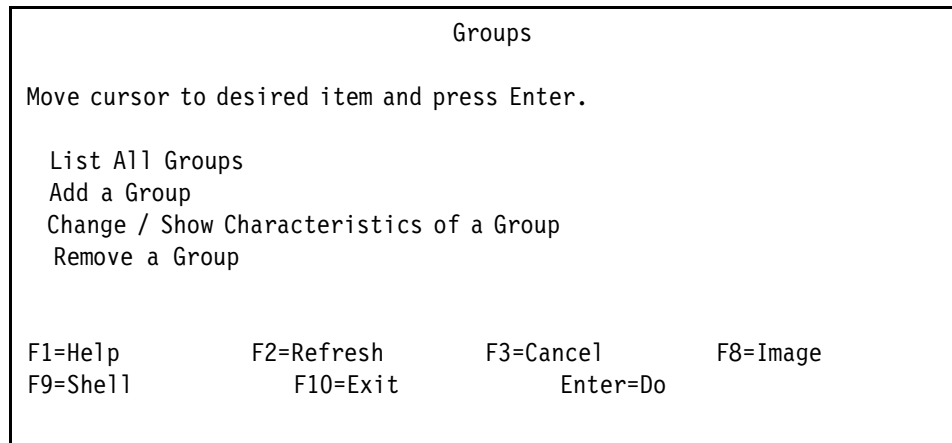 Groups
Move cursor to desired item and press Enter.
List All Groups
Add a Group
Change / Show Characteristics of a Group
Remove a Group
F1=Help F2=Refresh F3=Cancel F8=Image
F9=Shell F10=Exit Enter=Do